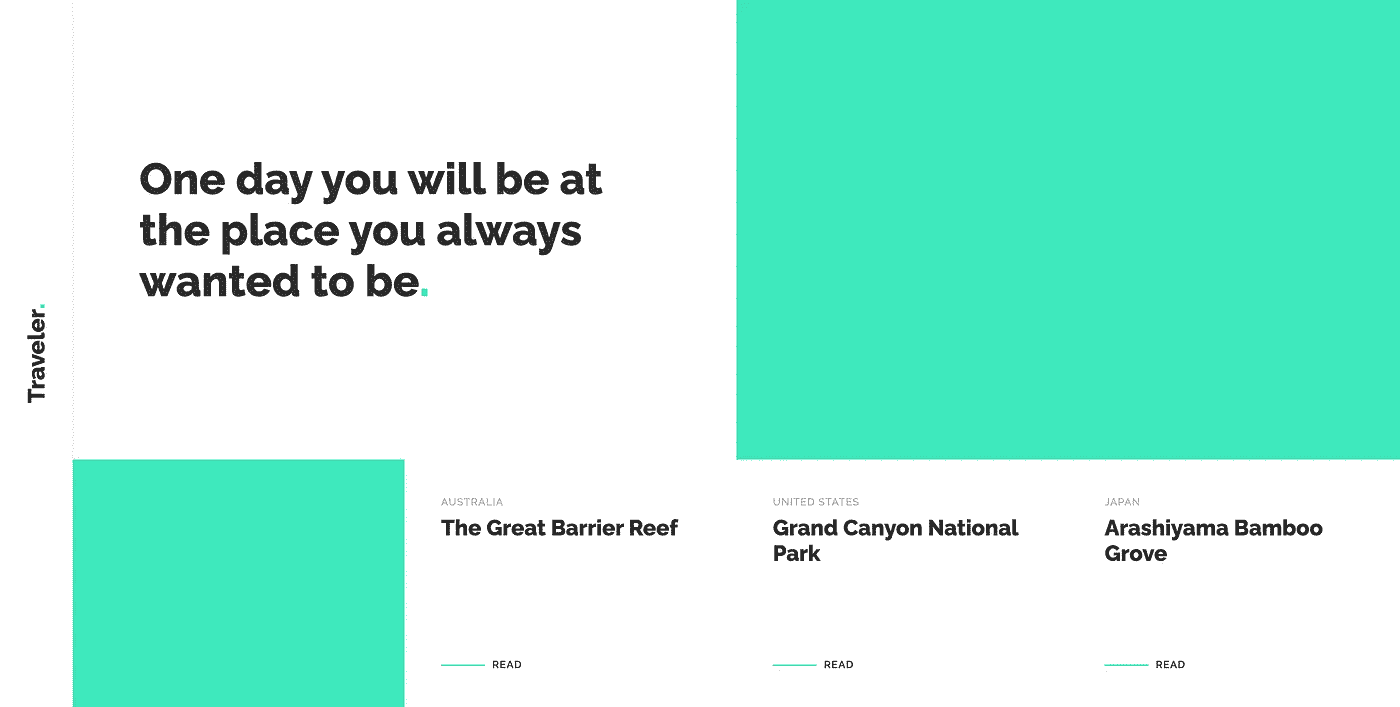 One day you will be at
the place you always
wanted to be.
Traveler.
AUSTRALIA
The Great Barrier Reef
READ
UNITED STATES
Grand Canyon National
Park
READ
JAPAN
Arashiyama Bamboo
Grove
READ